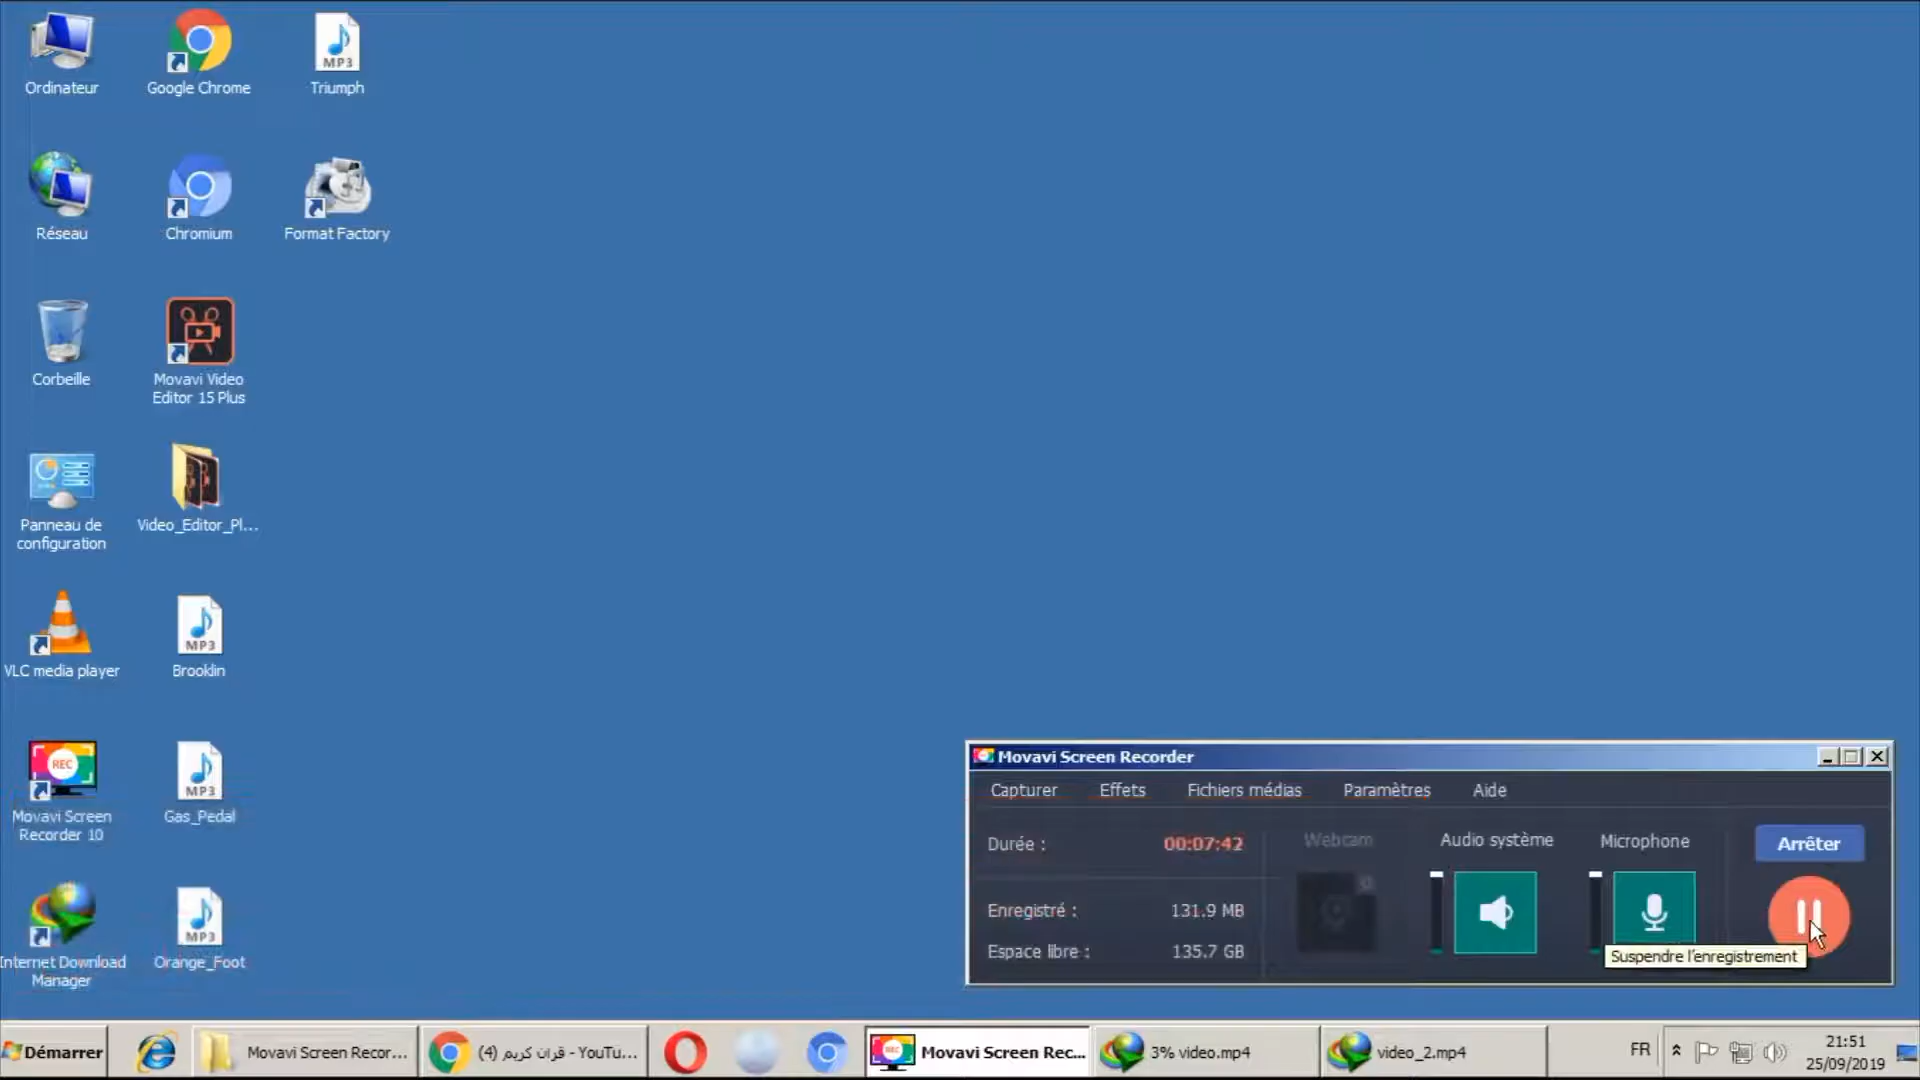 Ordinateur
Google Chrome
MP3
Triumph
Réseau
Chromium
Format Factory
Corbeille
Movavi Video
Editor 15 Plus
Panneau de
configuration
Video_Editor_Pl...
VLC media player
MP3
Brooklin
REC
Movavi Screen
Recorder 10
MP3
Gas_Pedal
Internet Download
Manager
MP3
Orange_Foot
Movavi Screen Recorder
Capturer
Effets
Fichiers médias
Paramètres
Aide
Durée :
00:07:42
Webcam
Audio système
Microphone
Arrêter
Enregistré :
131.9 MB
Espace libre :
135.7 GB
Suspendre l'enregistrement
Démarrer
Movavi Screen Recor...
(4) قران كريم - YouTu...
Movavi Screen Rec...
3% video.mp4
video_2.mp4
FR
21:51
25/09/2019